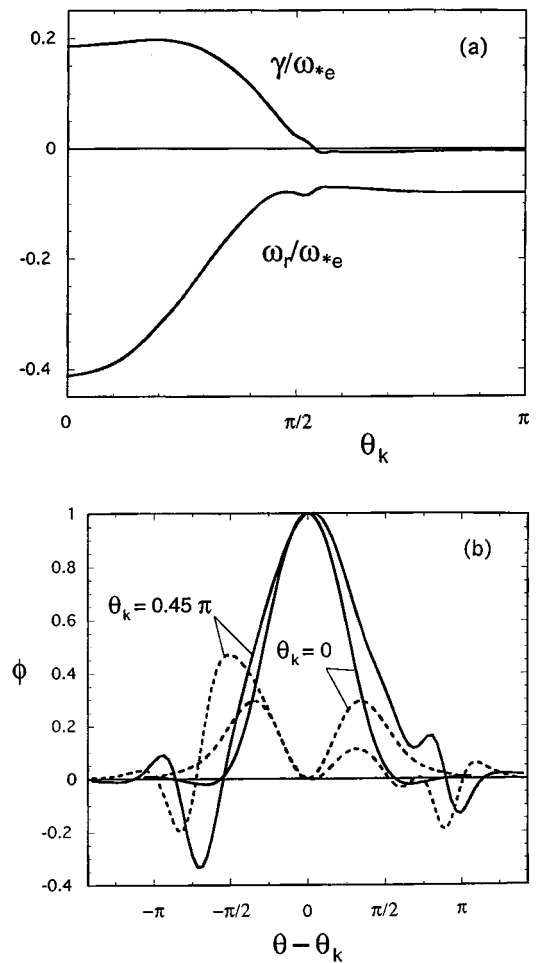 0.2
(a)
γ/ω*e
0
-0.2
ωr/ω*e
-0.4
0
π/2
π
θk
1
(b)
0.8
θk = 0.45 π
0.6
θk = 0
ϕ
0.4
0.2
0
-0.2
-0.4
-π
-π/2
0
π/2
π
θ – θk